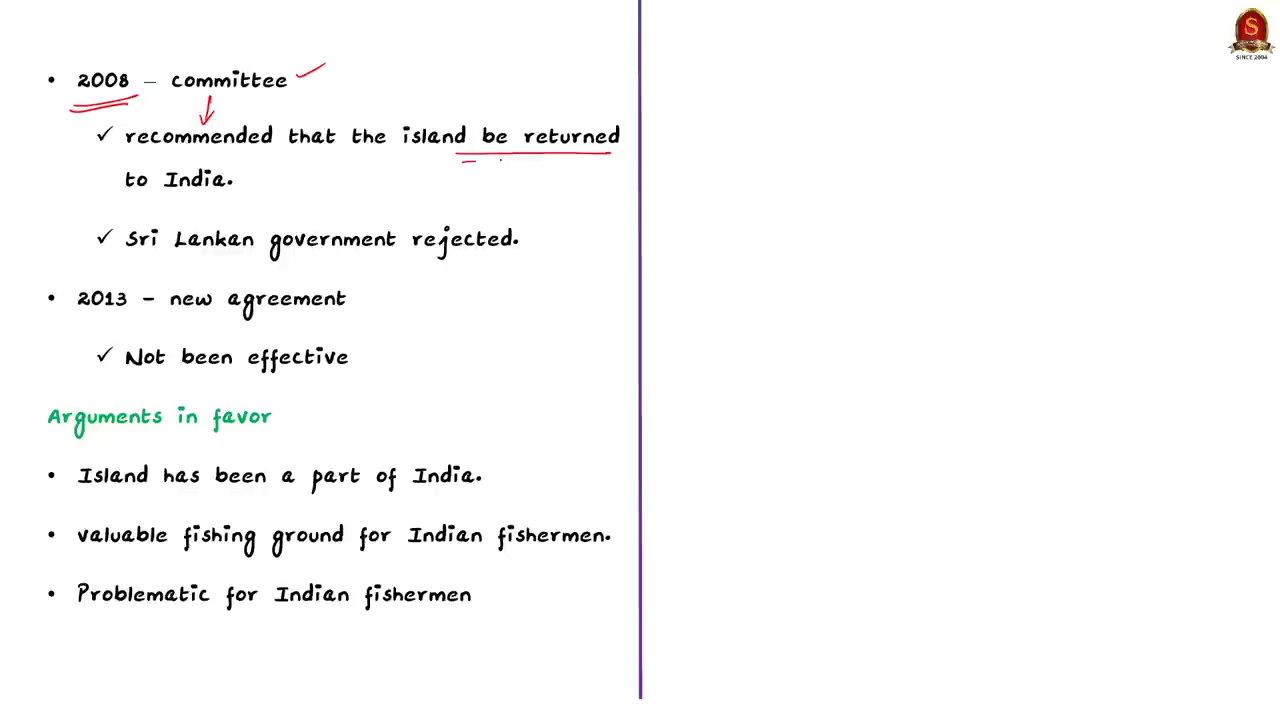 • 2008 – committee
✓ recommended that the island be returned
to India.
✓ Sri Lankan government rejected.
• 2013 - new agreement
✓ Not been effective
Arguments in favor
• Island has been a part of India.
• valuable fishing ground for Indian fishermen.
• Problematic for Indian fishermen
S
SINCE 2004